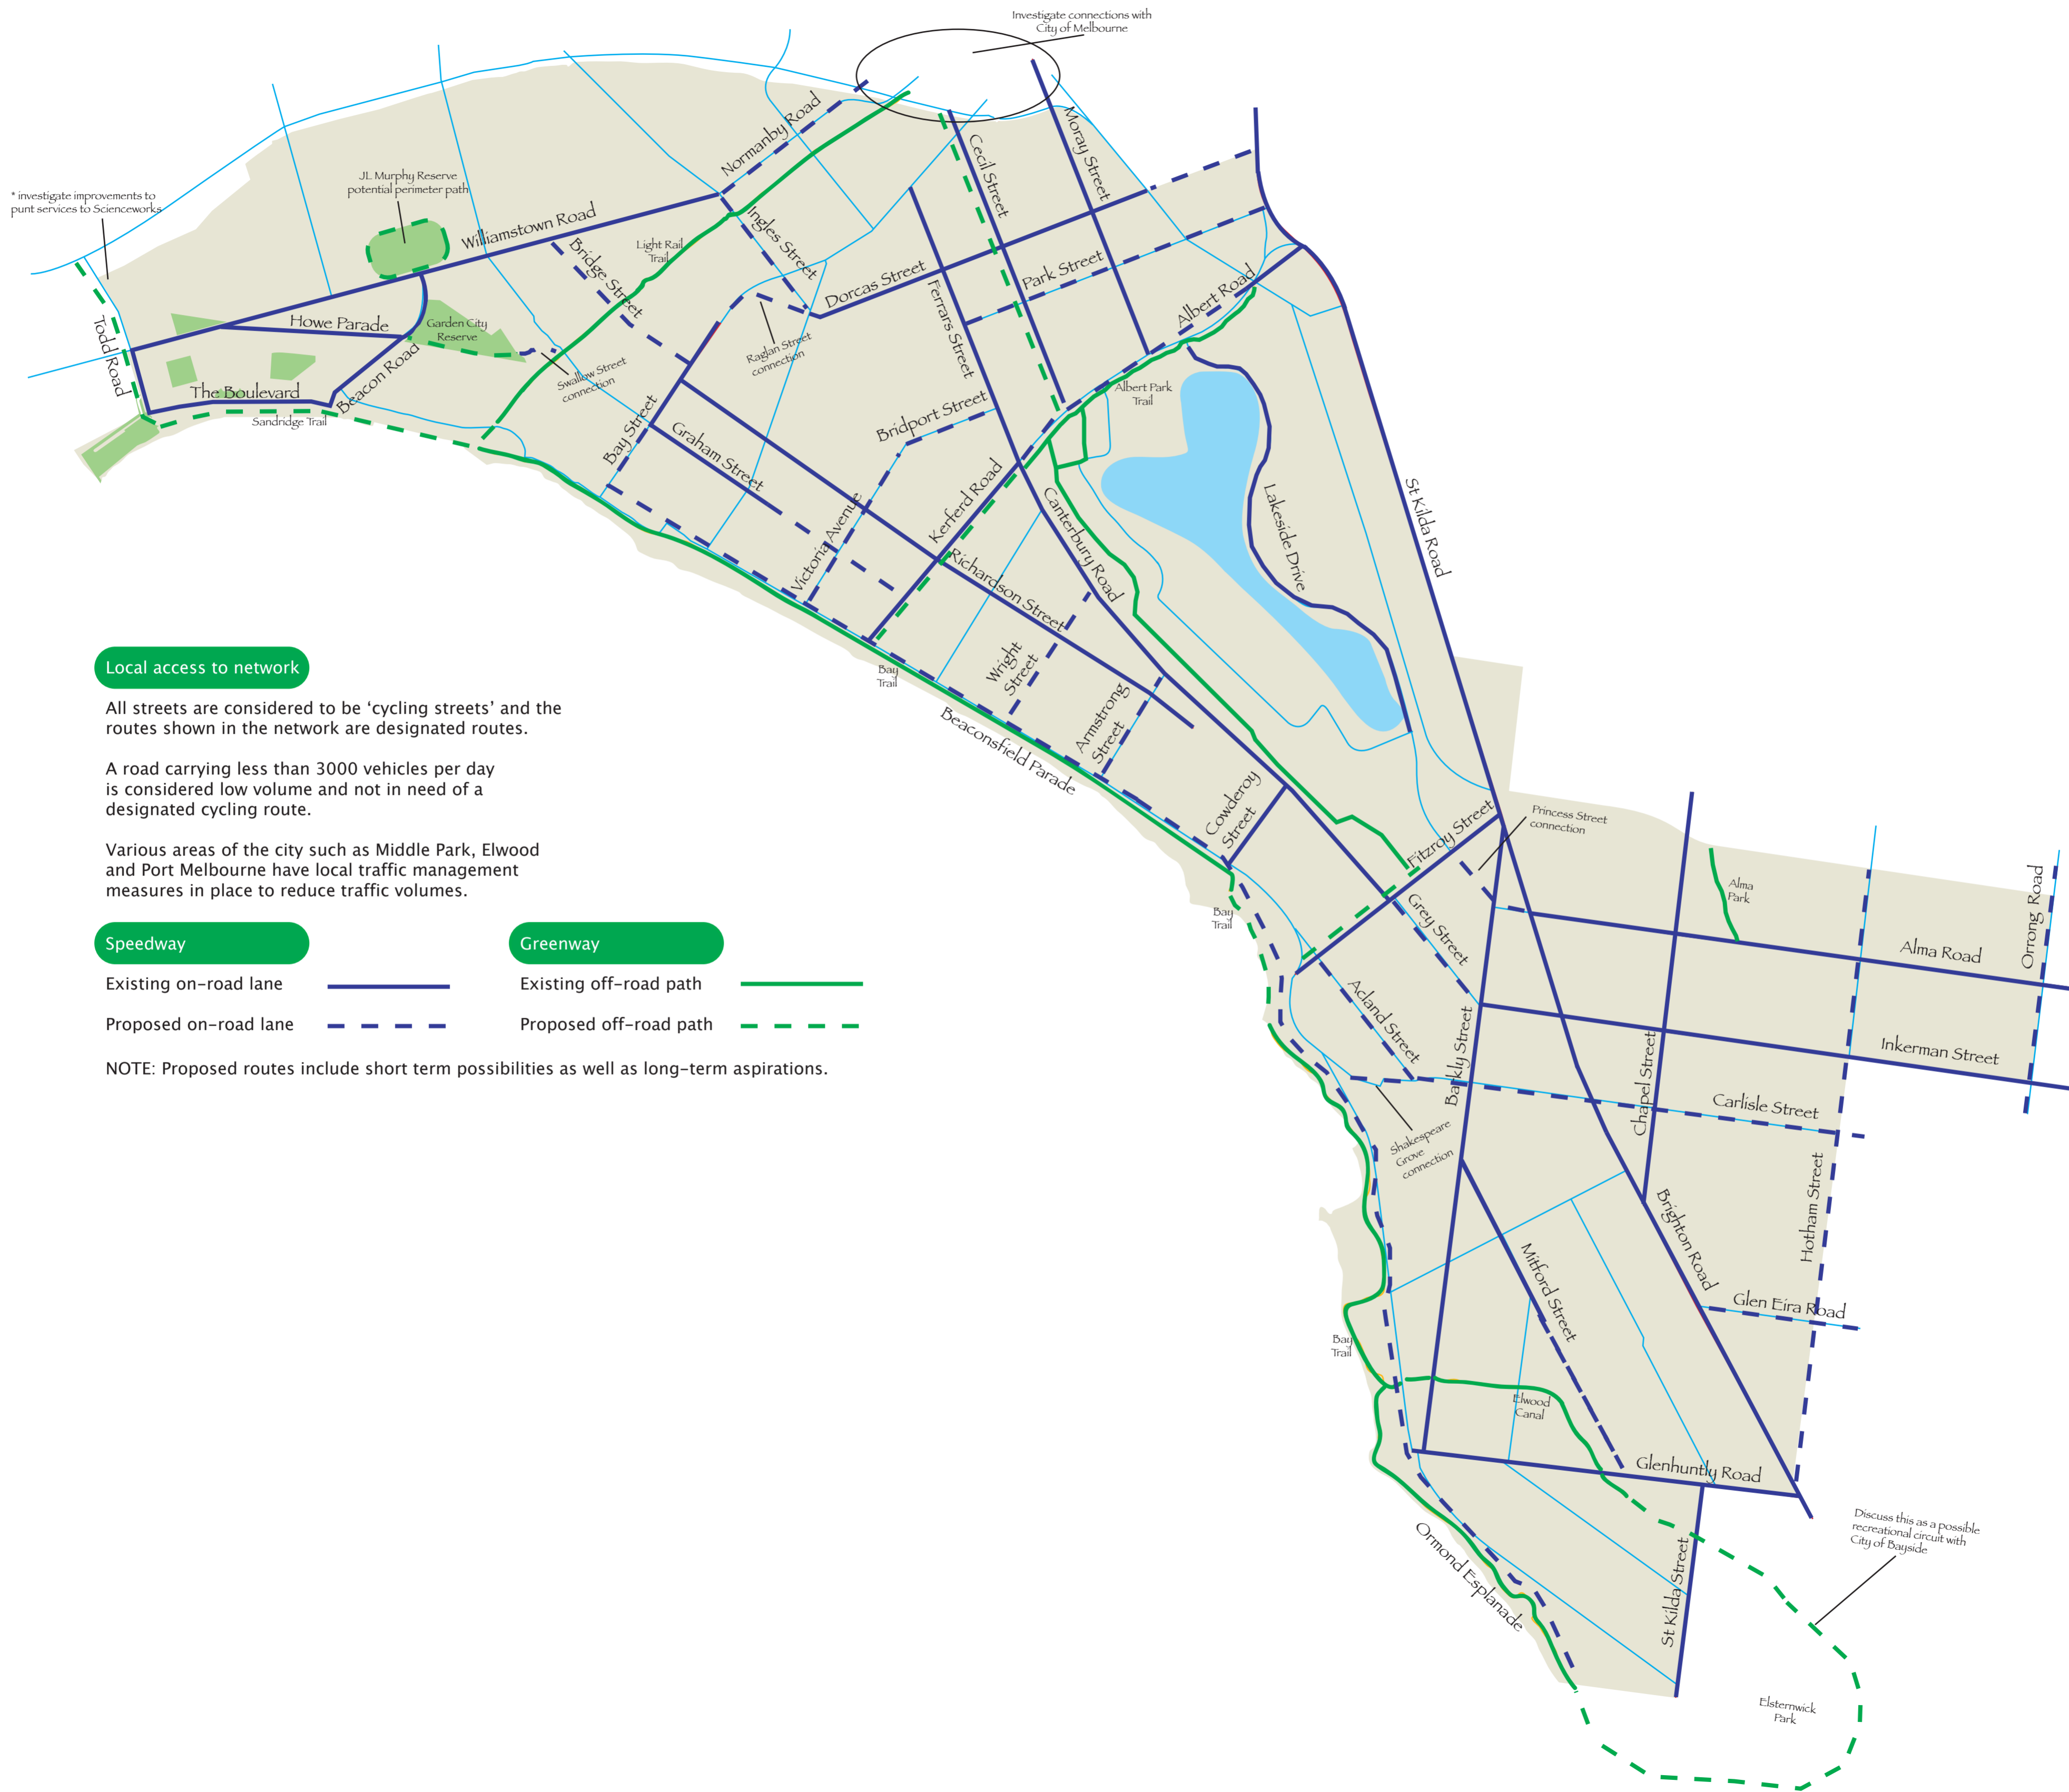 Investigate connections with
City of Melbourne
* investigate improvements to
punt services to Scienceworks
JL Murphy Reserve
potential perimeter path
Normanby Road
Williamstown Road
Light Rail
Trail
Ingles Street
Bridge Street
Cecil Street
Moray Street
Dorcas Street
Park Street
Albert Road
Ferrars Street
Todd Road
Howe Parade
Garden City
Reserve
Beacon Road
The Boulevard
Sandridge Trail
Swallow Street
connection
Raglan Street
connection
Bay Street
Graham Street
Bridport Street
Albert Park
Trail
Victoria Avenue
Kerferd Road
Canterbury Road
Lakeside Drive
St Kilda Road
Richardson Street
Wright
Street
Armstrong
Street
Bay
Trail
Beaconsfield Parade
Cowderoy
Street
Fitzroy Street
Princess Street
connection
Bay
Trail
Grey Street
Acland Street
Alma
Park
Alma Road
Orrong Road
Barkly Street
Chapel Street
Inkerman Street
Carlisle Street
Shakespeare
Grove
connection
Hotham Street
Brighton Road
Mitford Street
Glen Eira Road
Bay
Trail
Elwood
Canal
Glenhuntly Road
Ormond Esplanade
St Kilda Street
Discuss this as a possible
recreational circuit with
City of Bayside
Elsternwick
Park
Local access to network
All streets are considered to be ‘cycling streets’ and the
routes shown in the network are designated routes.
A road carrying less than 3000 vehicles per day
is considered low volume and not in need of a
designated cycling route.
Various areas of the city such as Middle Park, Elwood
and Port Melbourne have local traffic management
measures in place to reduce traffic volumes.
Speedway
Existing on-road lane
Proposed on-road lane
Greenway
Existing off-road path
Proposed off-road path
NOTE: Proposed routes include short term possibilities as well as long-term aspirations.